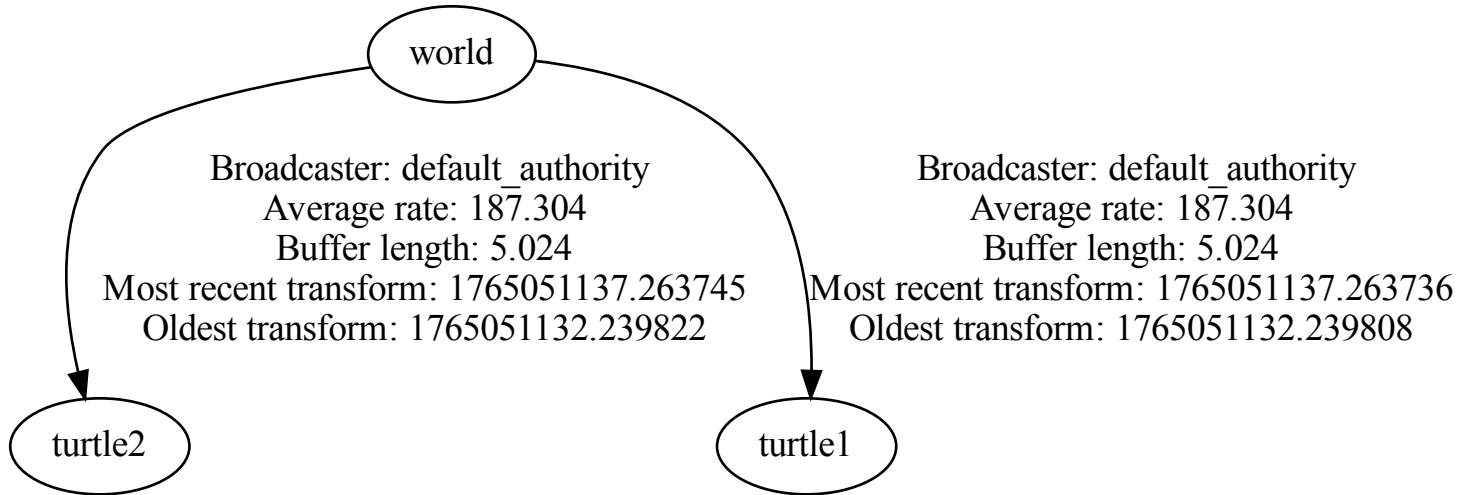 world
Broadcaster: default_authority
Average rate: 187.304
Buffer length: 5.024
Most recent transform: 1765051137.263745
Oldest transform: 1765051132.239822
Broadcaster: default_authority
Average rate: 187.304
Buffer length: 5.024
Most recent transform: 1765051137.263736
Oldest transform: 1765051132.239808
turtle2
turtle1